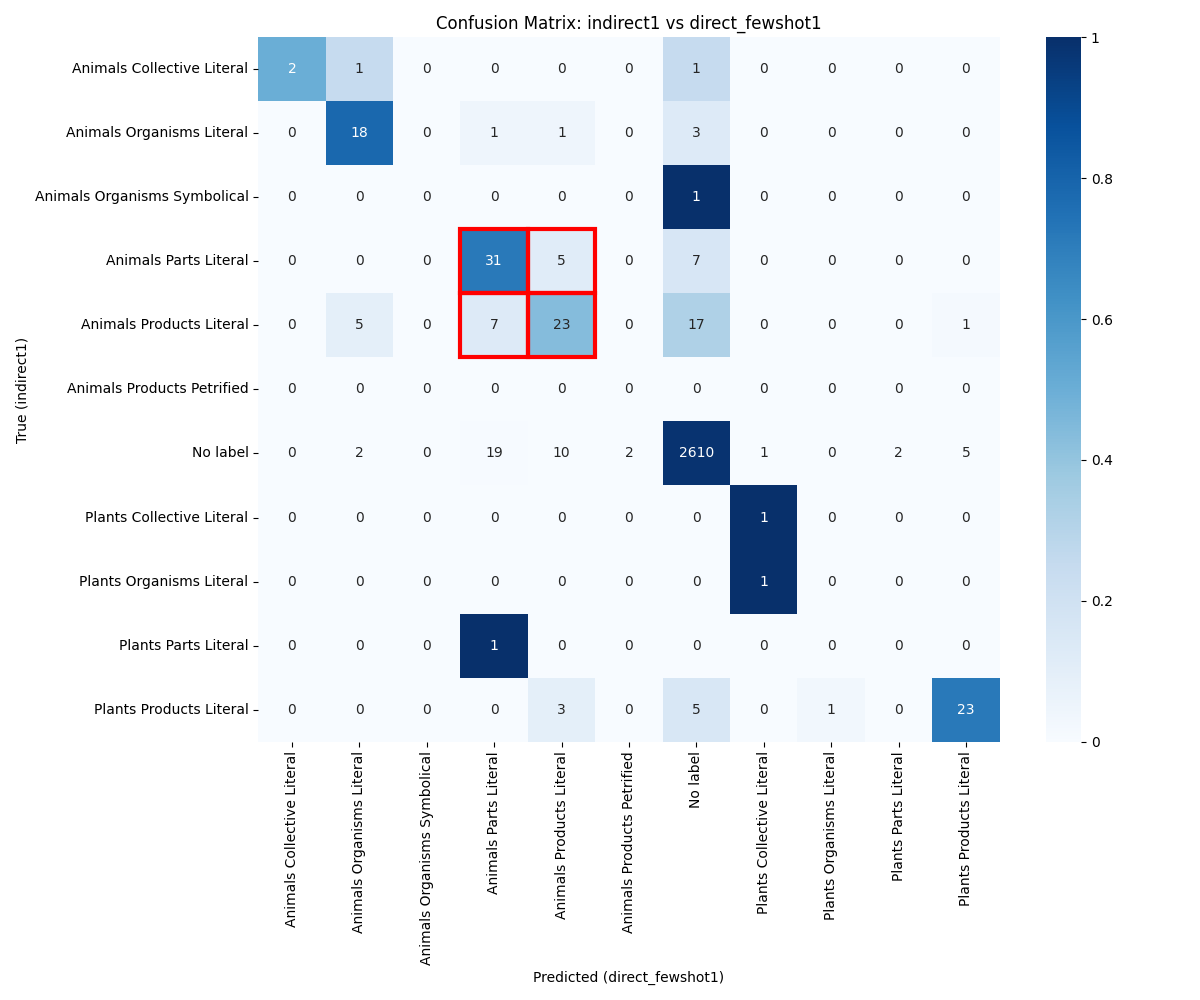 Confusion Matrix: indirect1 vs direct_fewshot1
Animals Collective Literal 2 1 0 0 0 0 1 0 0 0 0
Animals Organisms Literal 0 18 0 1 1 0 3 0 0 0 0
Animals Organisms Symbolical 0 0 0 0 0 0 1 0 0 0 0
Animals Parts Literal 0 0 0 31 5 0 7 0 0 0 0
Animals Products Literal 0 5 0 7 23 0 17 0 0 0 1
Animals Products Petrified 0 0 0 0 0 0 0 0 0 0 0
No label 0 2 0 19 10 2 2610 1 0 2 5
Plants Collective Literal 0 0 0 0 0 0 0 1 0 0 0
Plants Organisms Literal 0 0 0 0 0 0 0 1 0 0 0
Plants Parts Literal 0 0 0 1 0 0 0 0 0 0 0
Plants Products Literal 0 0 0 0 3 0 5 0 1 0 23
True (indirect1)
Animals Collective Literal
Animals Organisms Literal
Animals Organisms Symbolical
Animals Parts Literal
Animals Products Literal
Animals Products Petrified
No label
Plants Collective Literal
Plants Organisms Literal
Plants Parts Literal
Plants Products Literal
Predicted (direct_fewshot1)
1
0.8
0.6
0.4
0.2
0